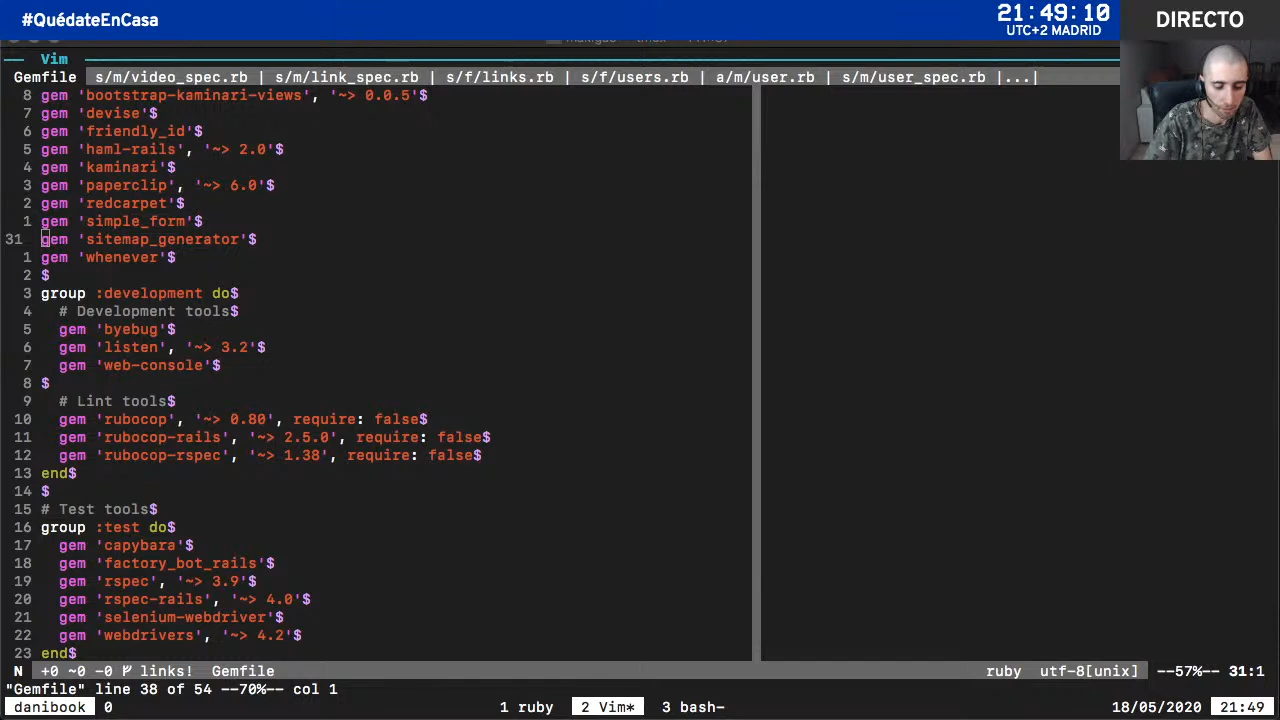 #QuédateEnCasa
21:49:10
UTC+2 MADRID
DIRECTO
Vim
Gemfile s/m/video_spec.rb | s/m/link_spec.rb | s/f/links.rb | s/f/users.rb | a/m/user.rb | s/m/user_spec.rb |...|
8 gem 'bootstrap-kaminari-views', '~> 0.0.5'$
7 gem 'devise'$
6 gem 'friendly_id'$
5 gem 'haml-rails', '~> 2.0'$
4 gem 'kaminari'$
3 gem 'paperclip', '~> 6.0'$
2 gem 'redcarpet'$
1 gem 'simple_form'$
31 gem 'sitemap_generator'$
1 gem 'whenever'$
2 $
3 group :development do$
4 # Development tools$
5 gem 'byebug'$
6 gem 'listen', '~> 3.2'$
7 gem 'web-console'$
8 $
9 # Lint tools$
10 gem 'rubocop', '~> 0.80', require: false$
11 gem 'rubocop-rails', '~> 2.5.0', require: false$
12 gem 'rubocop-rspec', '~> 1.38', require: false$
13 end$
14 $
15 # Test tools$
16 group :test do$
17 gem 'capybara'$
18 gem 'factory_bot_rails'$
19 gem 'rspec', '~> 3.9'$
20 gem 'rspec-rails', '~> 4.0'$
21 gem 'selenium-webdriver'$
22 gem 'webdrivers', '~> 4.2'$
23 end$
N +0 ~0 -0 links! Gemfile ruby utf-8[unix] --57%-- 31:1
"Gemfile" line 38 of 54 --70%-- col 1
danibook 0 1 ruby 2 Vim* 3 bash- 18/05/2020 21:49